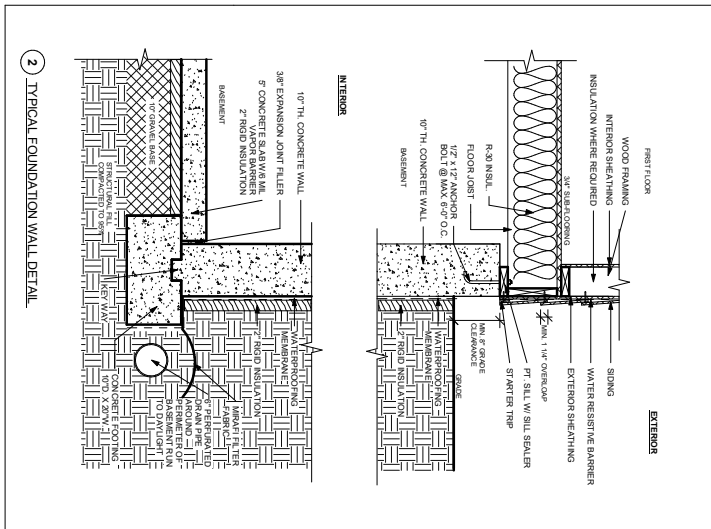 FIRST FLOOR
WOOD FRAMING
INTERIOR SHEATHING
INSULATION WHERE REQUIRED
3/4" SUB-FLOORING
R-30 INSUL.
FLOOR JOIST
1/2" x 12" ANCHOR
BOLT @ MAX. 6'-0" O.C.
10" TH. CONCRETE WALL
BASEMENT
EXTERIOR
SIDING
WATER RESISTIVE BARRIER
EXTERIOR SHEATHING
MIN. 1 1/4" OVERLOAP
PT. SILL W/ SILL SEALER
STARTER TRIP
MIN. 8" GRADE
CLEARANCE
GRADE
WATERPROOFING
MEMBRANE
2" RIGID INSULATION
INTERIOR
10" TH. CONCRETE WALL
3/8" EXPANSION JOINT FILLER
5" CONCRETE SLAB W/6 MIL
VAPOR BARRIER
2" RIGID INSULATION
BASEMENT
10" GRAVEL BASE
STRUCTURAL FILL
COMPACTED TO 95%
KEY WAY
WATERPROOFING
MEMBRANE
2" RIGID INSULATION
MIRAFI FILTER
FABRIC
6" PERFURATED
DRAIN PIPE
AROUND
PERIMETER OF
BASEMENT RUN
TO DAYLIGHT
CONCRETE FOOTING
10"D. X 20"W.
2 TYPICAL FOUNDATION WALL DETAIL